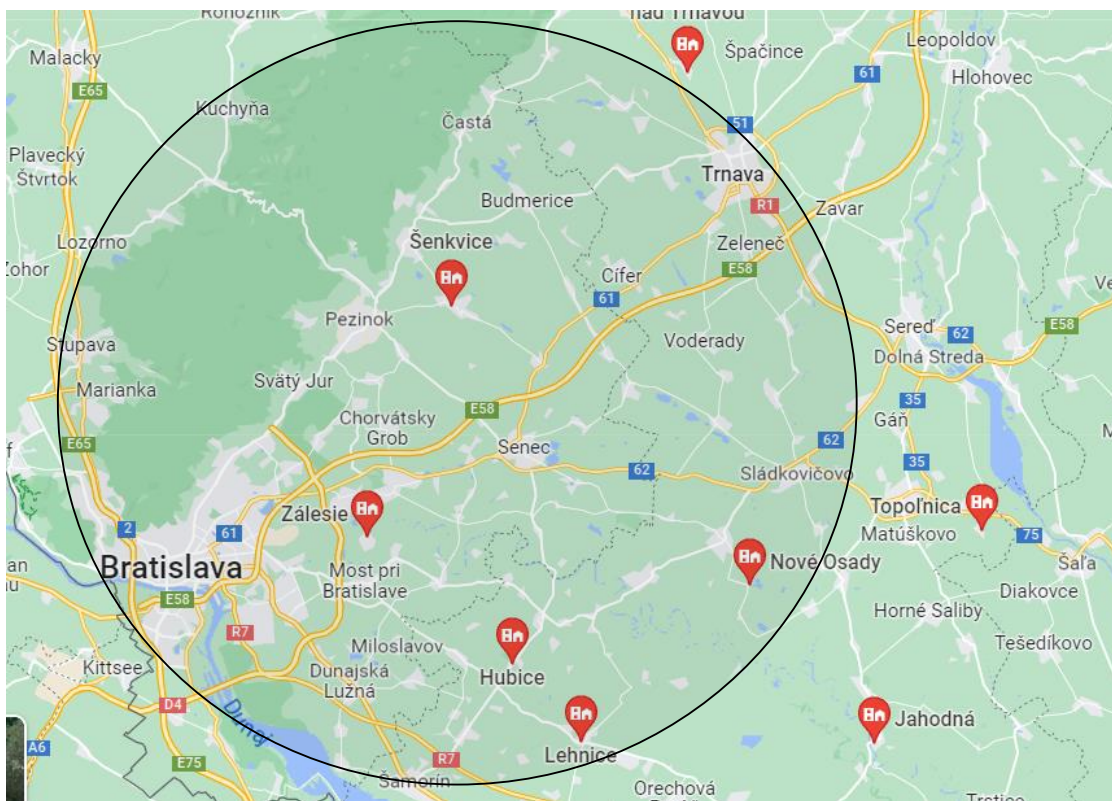 Rohožník
nad Trnavou
Špačince
Leopoldov
Malacky
61
Hlohovec
E65
Kuchyňa
Častá
51
Plavecký
Štvrtok
Trnava
Budmerice
R1
Zavar
Lozorno
Šenkvice
Zeleneč
Zohor
Cífer
E58
61
Pezinok
Sereď
62
E58
Stupava
Voderady
Dolná Streda
Svätý Jur
Marianka
35
E58
Chorvátsky
Grob
Gáň
E65
Senec
62
35
62
Sládkovičovo
Zálesie
Topoľnica
2
61
Matúškovo
75
Bratislava
Šaľa
Nové Osady
Most pri
Bratislave
Diakovce
E58
Horné Saliby
R7
Tešedíkovo
Miloslavov
Kittsee
Dunajská
Lužná
Hubice
D4
Dunaj
Jahodná
A6
Lehnice
E75
R7
Šamorín
Orechová